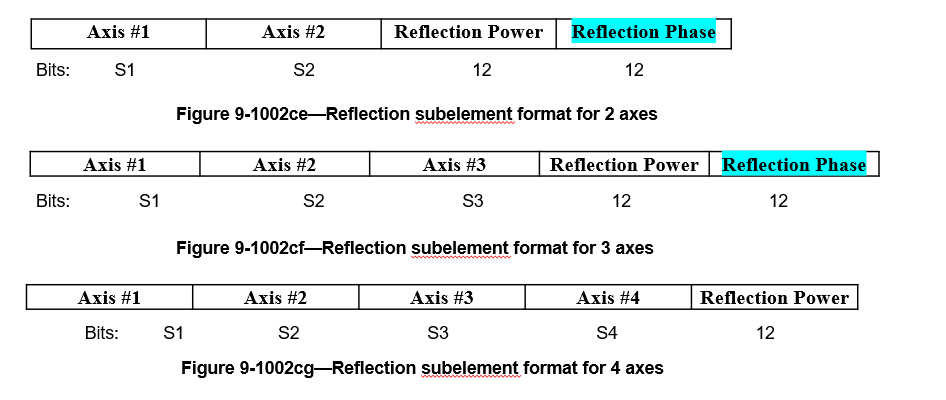 Axis #1 Axis #2 Reflection Power Reflection Phase
Bits: S1 S2 12 12
Figure 9-1002ce—Reflection subelement format for 2 axes
Axis #1 Axis #2 Axis #3 Reflection Power Reflection Phase
Bits: S1 S2 S3 12 12
Figure 9-1002cf—Reflection subelement format for 3 axes
Axis #1 Axis #2 Axis #3 Axis #4 Reflection Power
Bits: S1 S2 S3 S4 12
Figure 9-1002cg—Reflection subelement format for 4 axes